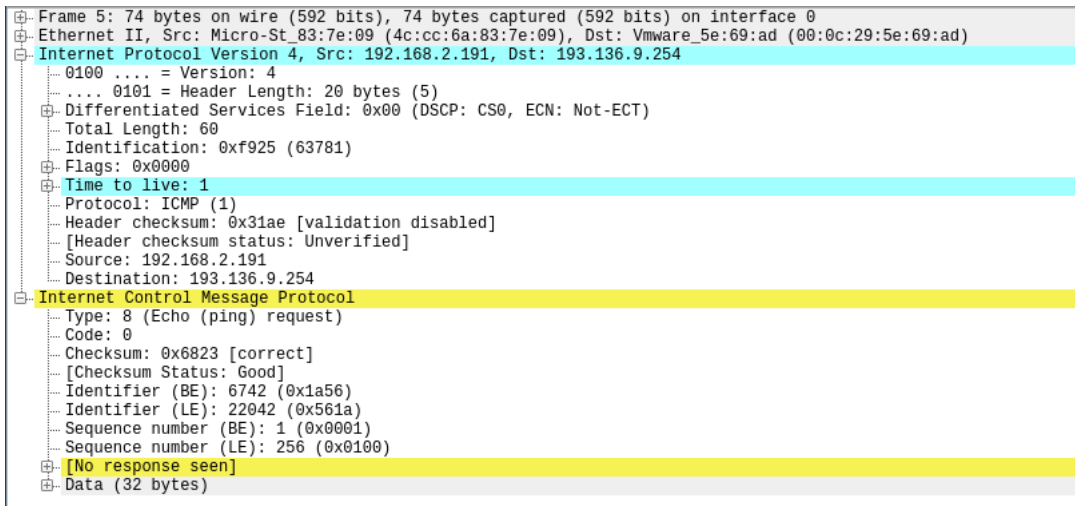 Frame 5: 74 bytes on wire (592 bits), 74 bytes captured (592 bits) on interface 0
Ethernet II, Src: Micro-St_83:7e:09 (4c:cc:6a:83:7e:09), Dst: Vmware_5e:69:ad (00:0c:29:5e:69:ad)
Internet Protocol Version 4, Src: 192.168.2.191, Dst: 193.136.9.254
0100 .... = Version: 4
.... 0101 = Header Length: 20 bytes (5)
Differentiated Services Field: 0x00 (DSCP: CS0, ECN: Not-ECT)
Total Length: 60
Identification: 0xf925 (63781)
Flags: 0x0000
Time to live: 1
Protocol: ICMP (1)
Header checksum: 0x31ae [validation disabled]
[Header checksum status: Unverified]
Source: 192.168.2.191
Destination: 193.136.9.254
Internet Control Message Protocol
Type: 8 (Echo (ping) request)
Code: 0
Checksum: 0x6823 [correct]
[Checksum Status: Good]
Identifier (BE): 6742 (0x1a56)
Identifier (LE): 22042 (0x561a)
Sequence number (BE): 1 (0x0001)
Sequence number (LE): 256 (0x0100)
[No response seen]
Data (32 bytes)